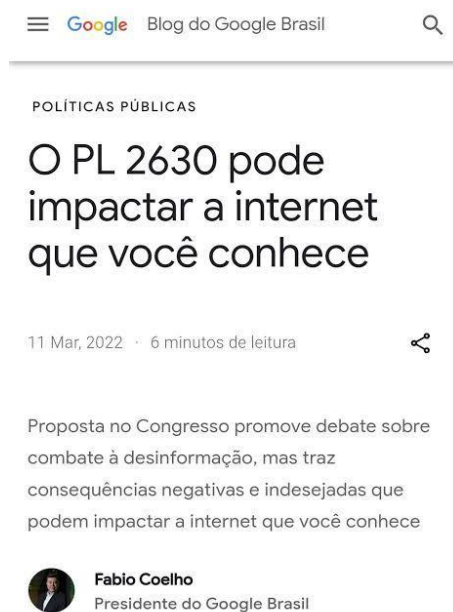 Google Blog do Google Brasil
POLÍTICAS PÚBLICAS
O PL 2630 pode
impactar a internet
que você conhece
11 Mar, 2022 · 6 minutos de leitura
Proposta no Congresso promove debate sobre
combate à desinformação, mas traz
consequências negativas e indesejadas que
podem impactar a internet que você conhece
Fabio Coelho
Presidente do Google Brasil